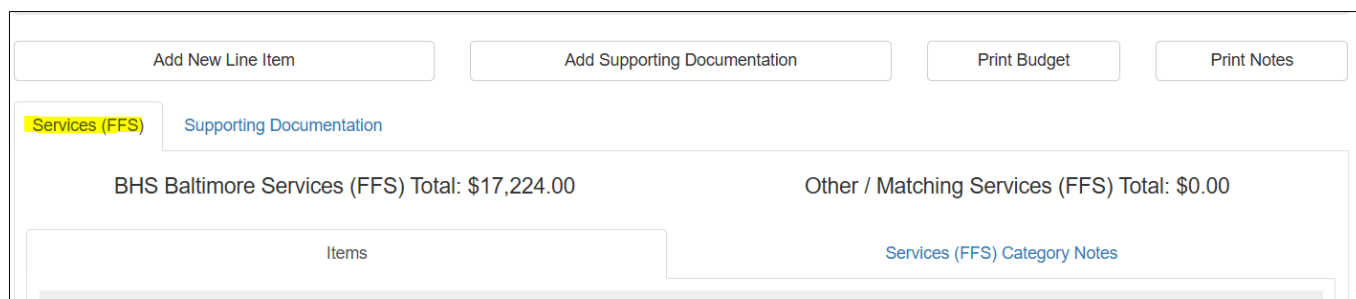 Add New Line Item
Add Supporting Documentation
Print Budget
Print Notes
Services (FFS)
Supporting Documentation
BHS Baltimore Services (FFS) Total: $17,224.00
Other / Matching Services (FFS) Total: $0.00
Items
Services (FFS) Category Notes